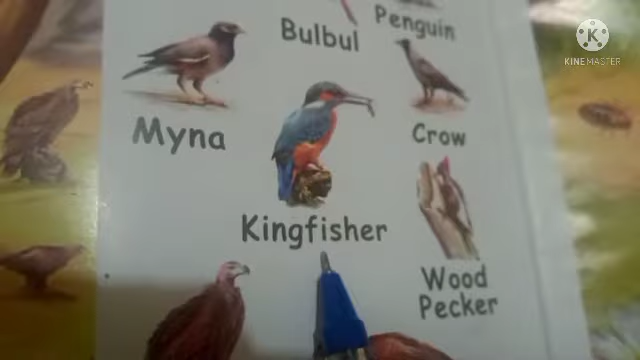 Bulbul
Penguin
K
KINEMASTER
Myna
Crow
Kingfisher
Wood
Pecker